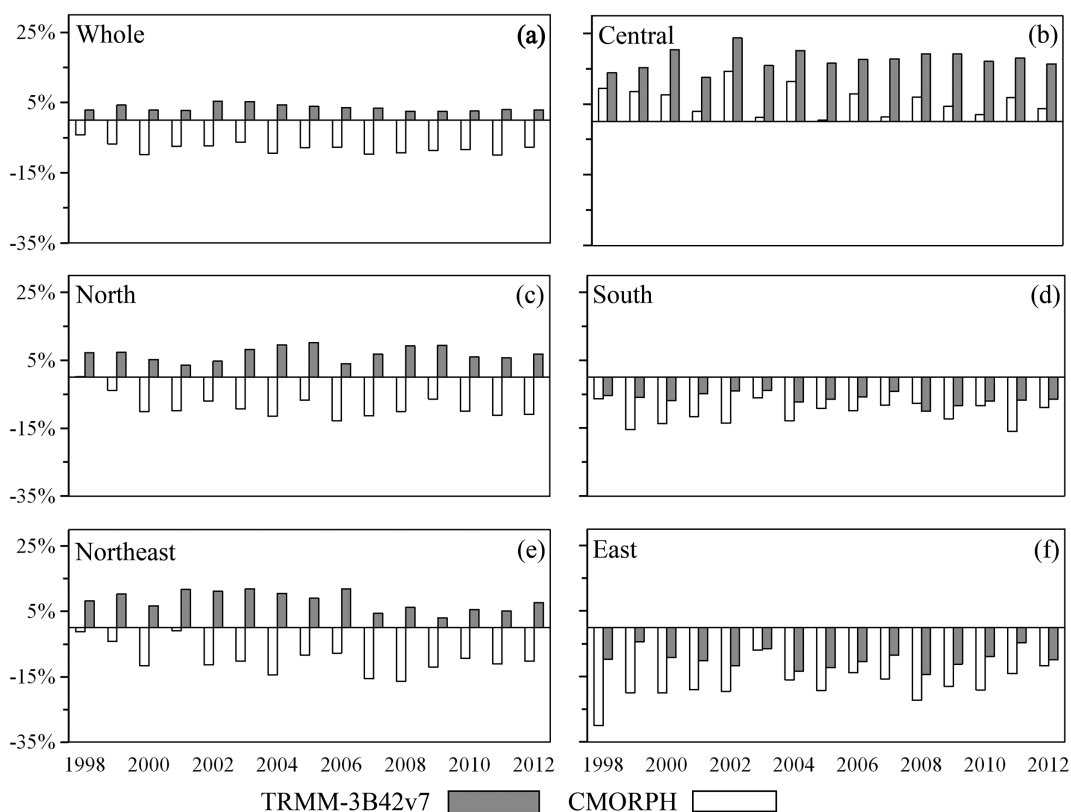 25%
Whole
(a)
Central
(b)
5%
-15%
-35%
25%
North
(c)
South
(d)
5%
-15%
-35%
25%
Northeast
(e)
East
(f)
5%
-15%
-35%
1998 2000 2002 2004 2006 2008 2010 2012
1998 2000 2002 2004 2006 2008 2010 2012
TRMM-3B42v7 CMORPH